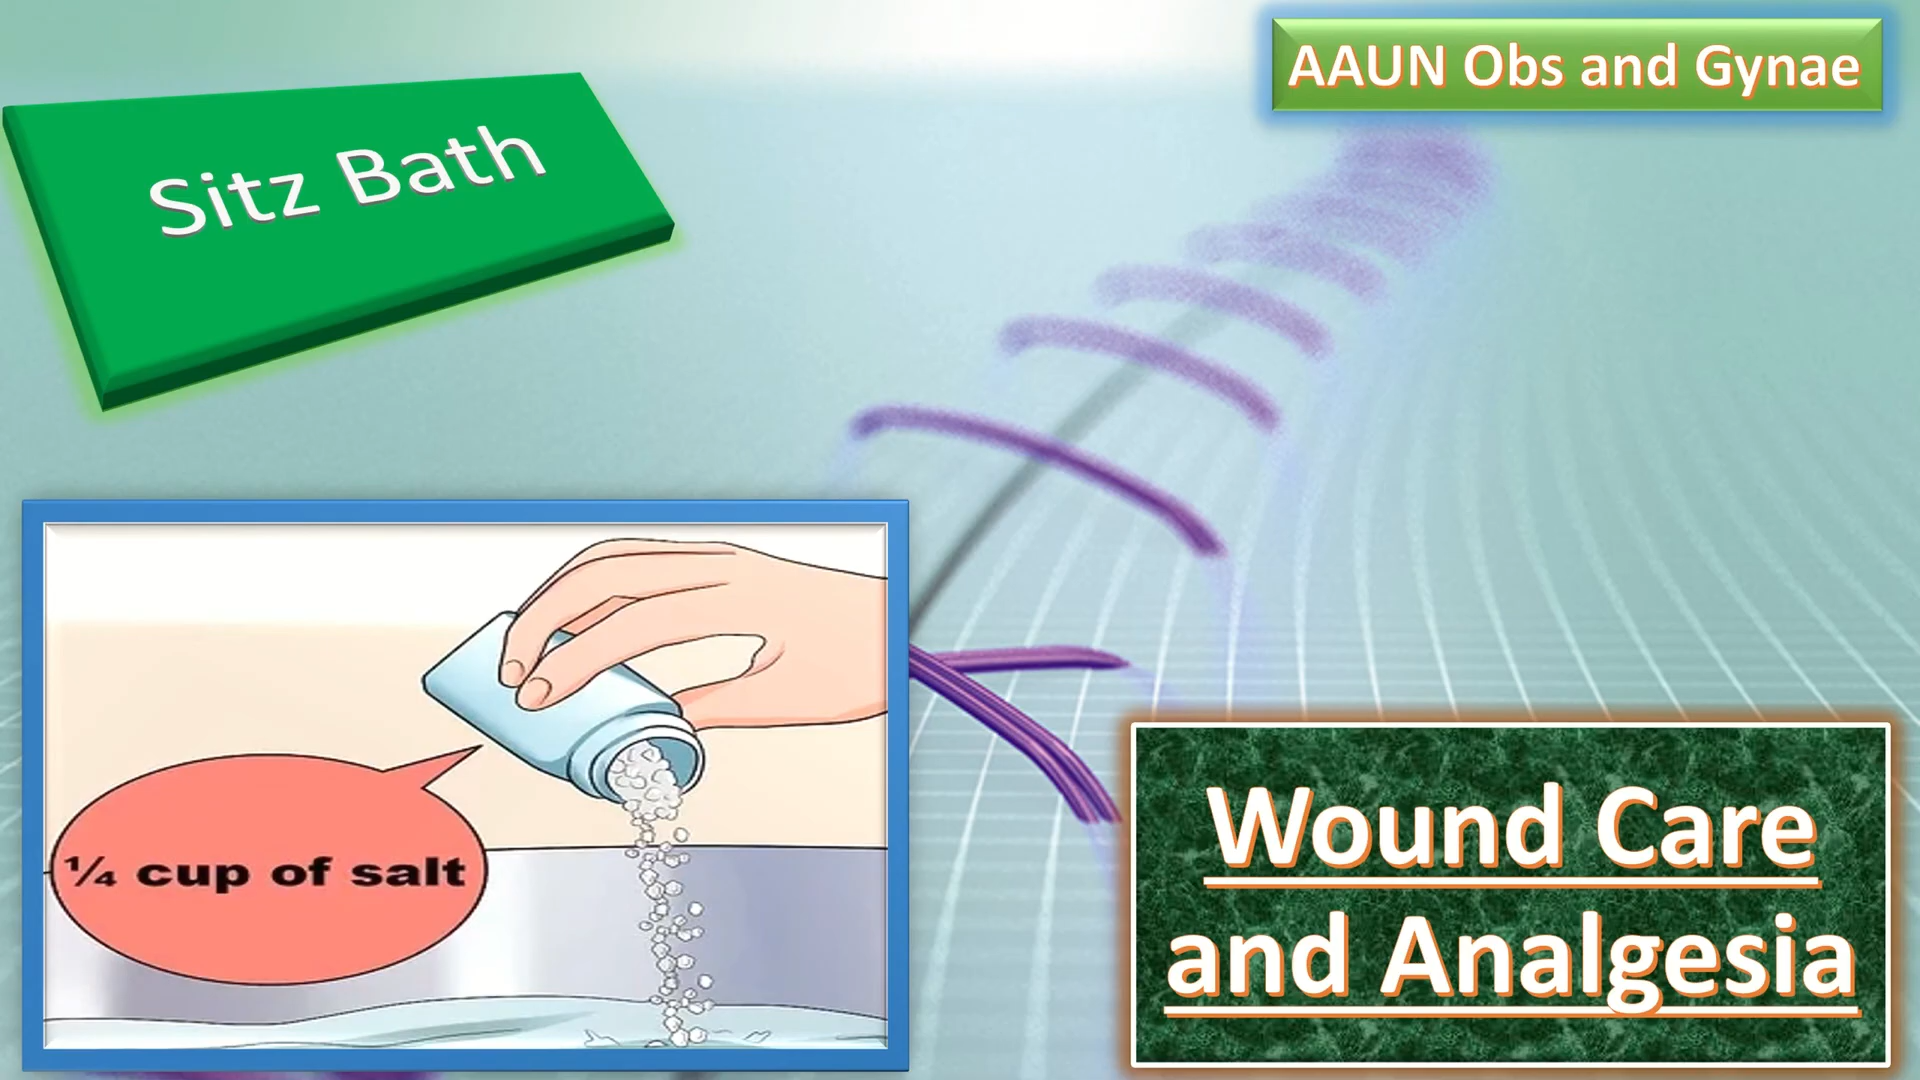 AAUN Obs and Gynae
Sitz Bath
¼ cup of salt
Wound Care
and Analgesia